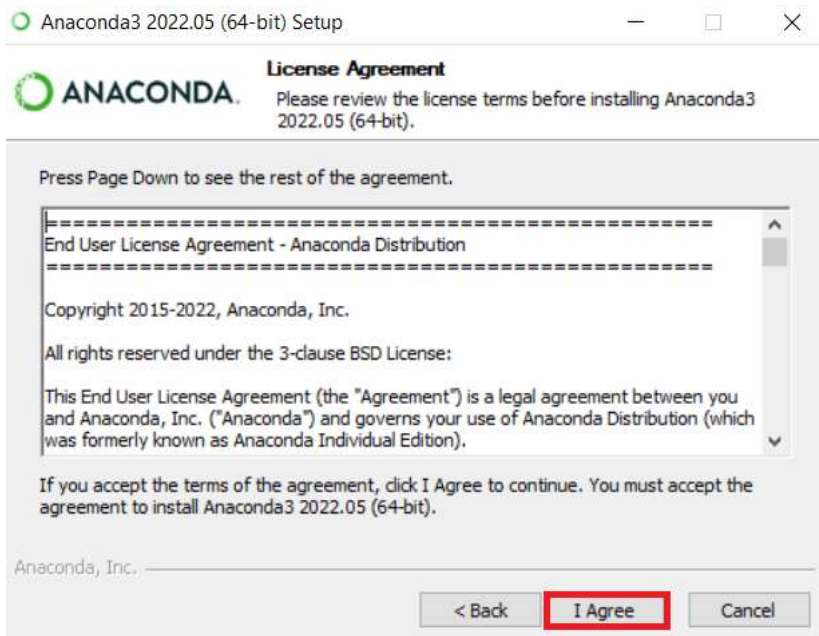 Anaconda3 2022.05 (64-bit) Setup
ANACONDA.
License Agreement
Please review the license terms before installing Anaconda3
2022.05 (64-bit).
Press Page Down to see the rest of the agreement.
====================================================
End User License Agreement - Anaconda Distribution
====================================================
Copyright 2015-2022, Anaconda, Inc.
All rights reserved under the 3-clause BSD License:
This End User License Agreement (the "Agreement") is a legal agreement between you
and Anaconda, Inc. ("Anaconda") and governs your use of Anaconda Distribution (which
was formerly known as Anaconda Individual Edition).
If you accept the terms of the agreement, click I Agree to continue. You must accept the
agreement to install Anaconda3 2022.05 (64-bit).
Anaconda, Inc.
< Back I Agree Cancel